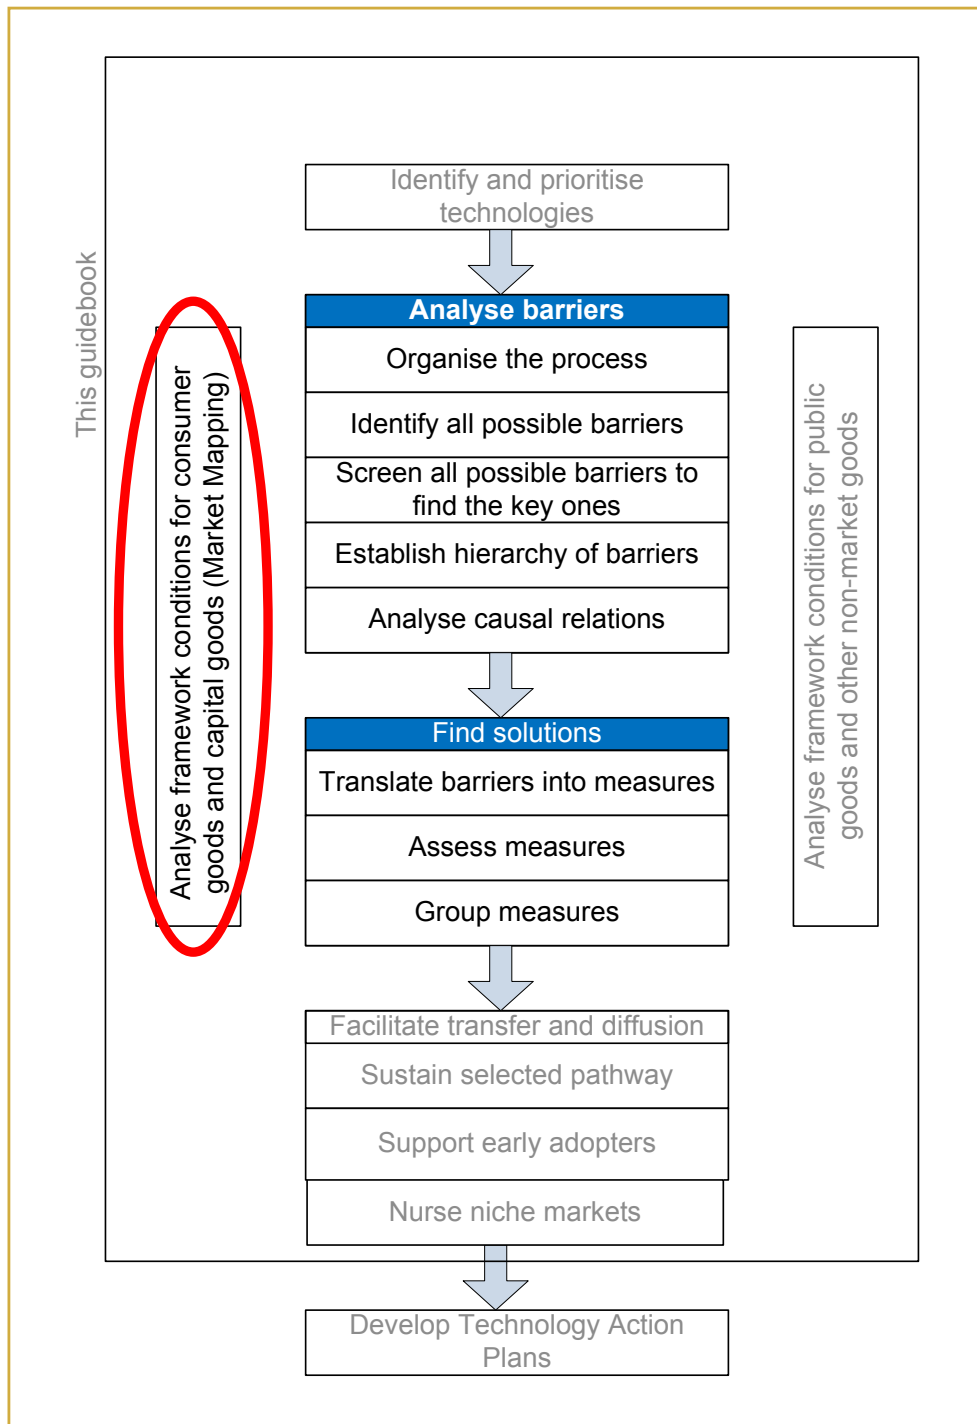 This guidebook
Identify and prioritise
technologies
Analyse barriers
Organise the process
Identify all possible barriers
Screen all possible barriers to
find the key ones
Establish hierarchy of barriers
Analyse causal relations
Analyse framework conditions for consumer
goods and capital goods (Market Mapping)
Analyse framework conditions for public
goods and other non-market goods
Find solutions
Translate barriers into measures
Assess measures
Group measures
Facilitate transfer and diffusion
Sustain selected pathway
Support early adopters
Nurse niche markets
Develop Technology Action
Plans